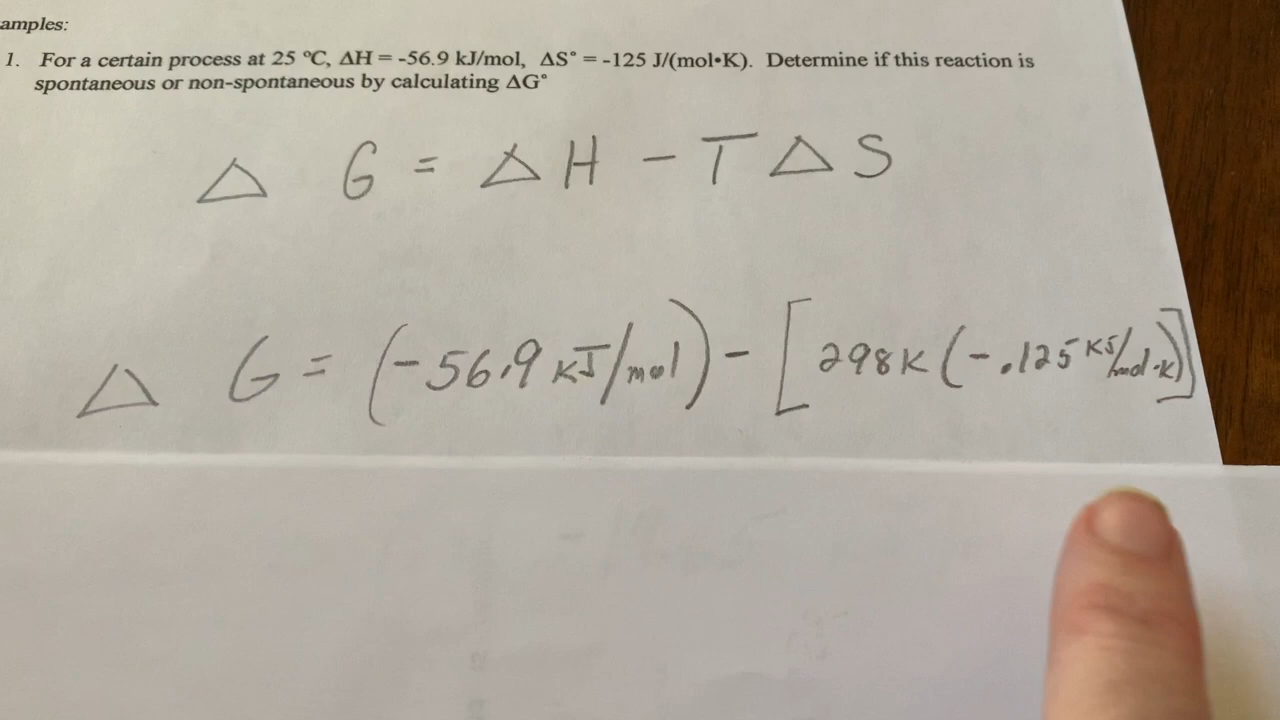 amples:
1. For a certain process at 25 ºC, ΔH = -56.9 kJ/mol, ΔS° = -125 J/(mol•K). Determine if this reaction is
spontaneous or non-spontaneous by calculating ΔG°
Δ G = ΔH - TΔS
Δ G = (-56.9 kJ/mol) - [298K (-.125 KJ/mol·K)]